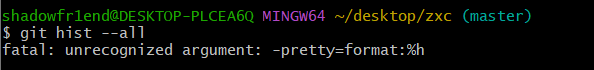 shadowfr1end@DESKTOP-PLCEA6Q MINGW64 ~/desktop/zxc (master)
$ git hist --all
fatal: unrecognized argument: -pretty=format:%h